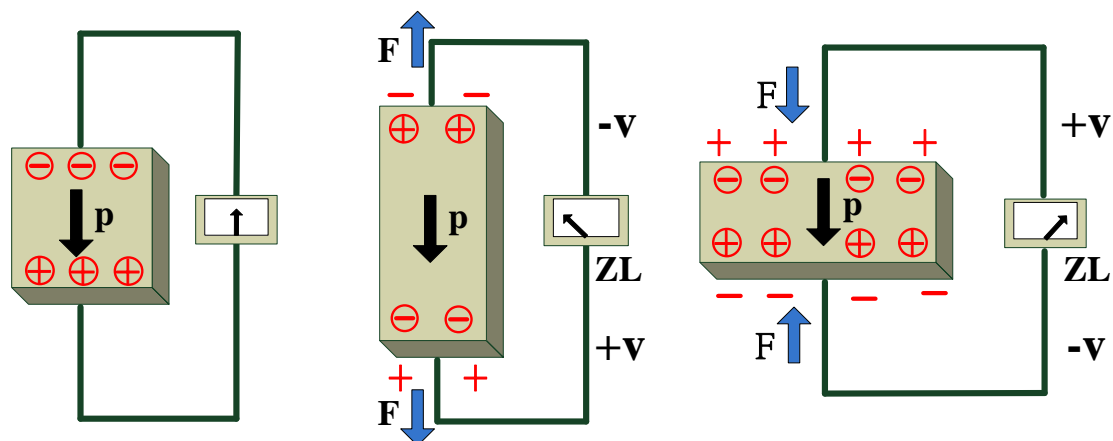 p
F
− −
⊕ ⊕
-v
p
ZL
⊖ ⊖
+v
+ +
F
F
+ + + +
+v
⊖ ⊖ ⊖ ⊖
p
⊕ ⊕ ⊕ ⊕
ZL
− − − −
F
-v
⊖ ⊖ ⊖
⊕ ⊕ ⊕